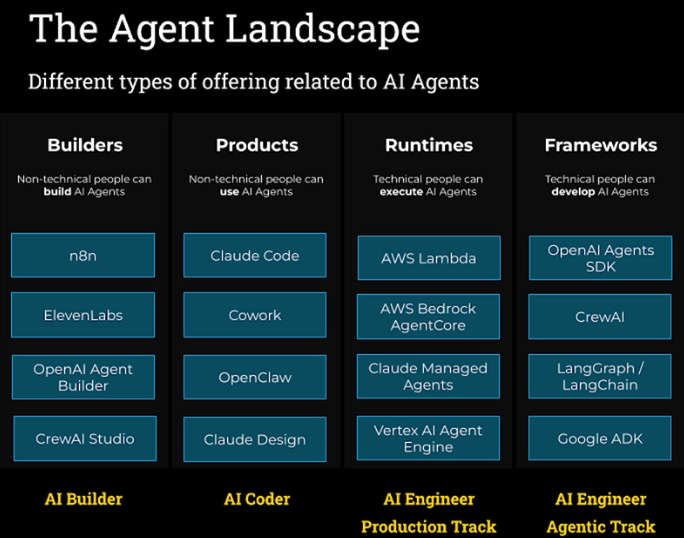 The Agent Landscape
Different types of offering related to AI Agents
Builders
Non-technical people can
build AI Agents
n8n
ElevenLabs
OpenAI Agent
Builder
CrewAI Studio
AI Builder
Products
Non-technical people can
use AI Agents
Claude Code
Cowork
OpenClaw
Claude Design
AI Coder
Runtimes
Technical people can
execute AI Agents
AWS Lambda
AWS Bedrock
AgentCore
Claude Managed
Agents
Vertex AI Agent
Engine
AI Engineer
Production Track
Frameworks
Technical people can
develop AI Agents
OpenAI Agents
SDK
CrewAI
LangGraph /
LangChain
Google ADK
AI Engineer
Agentic Track